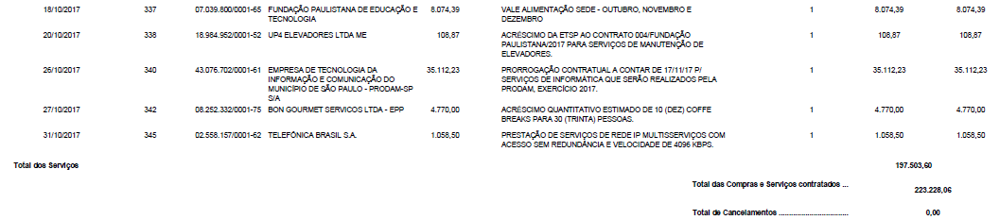 18/10/2017 337 07.039.800/0001-65 FUNDAÇÃO PAULISTANA DE EDUCAÇÃO E 8.074,39 VALE ALIMENTAÇÃO SEDE - OUTUBRO, NOVEMBRO E 1 8.074,39 8.074,39
TECNOLOGIA DEZEMBRO
20/10/2017 338 18.984.952/0001-52 UP4 ELEVADORES LTDA ME 108,87 ACRÉSCIMO DA ETSP AO CONTRATO 004/FUNDAÇÃO 1 108,87 108,87
PAULISTANA/2017 PARA SERVIÇOS DE MANUTENÇÃO DE
ELEVADORES.
26/10/2017 340 43.076.702/0001-61 EMPRESA DE TECNOLOGIA DA 35.112,23 PRORROGAÇÃO CONTRATUAL A CONTAR DE 17/11/17 P/ 1 35.112,23 35.112,23
INFORMAÇÃO E COMUNICAÇÃO DO SERVIÇOS DE INFORMÁTICA QUE SERÃO REALIZADOS PELA
MUNICÍPIO DE SÃO PAULO - PRODAM-SP PRODAM, EXERCÍCIO 2017.
S/A
27/10/2017 342 08.252.332/0001-75 BON GOURMET SERVICOS LTDA - EPP 4.770,00 ACRÉSCIMO QUANTITATIVO ESTIMADO DE 10 (DEZ) COFFE 1 4.770,00 4.770,00
BREAKS PARA 30 (TRINTA) PESSOAS.
31/10/2017 345 02.558.157/0001-62 TELEFÔNICA BRASIL S.A. 1.058,50 PRESTAÇÃO DE SERVIÇOS DE REDE IP MULTISSERVIÇOS COM 1 1.058,50 1.058,50
ACESSO SEM REDUNDÂNCIA E VELOCIDADE DE 4096 KBPS.
Total dos Serviços 197.503,60
Total das Compras e Serviços contratados ...
223.228,06
Total de Cancelamentos .................................. 0,00